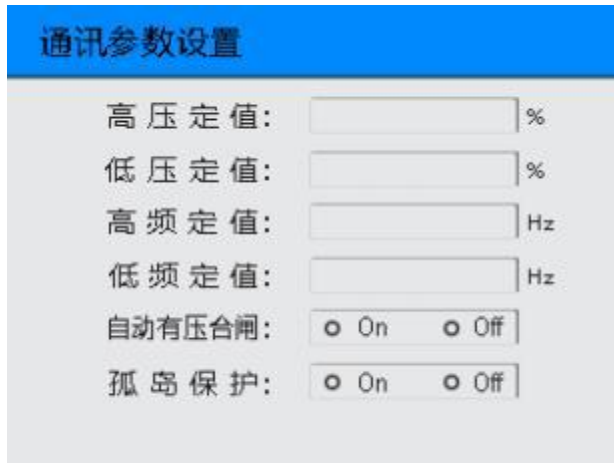 通讯参数设置
高压定值: %
低压定值: %
高频定值: Hz
低频定值: Hz
自动有压台闸: On Off
孤岛保护: On Off